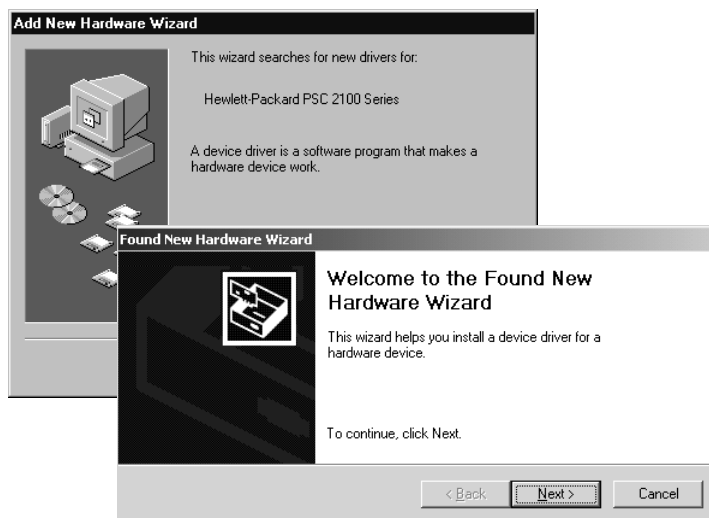 Add New Hardware Wizard
This wizard searches for new drivers for:
Hewlett-Packard PSC 2100 Series
A device driver is a software program that makes a
hardware device work.
Found New Hardware Wizard
Welcome to the Found New
Hardware Wizard
This wizard helps you install a device driver for a
hardware device.
To continue, click Next.
< Back Next > Cancel